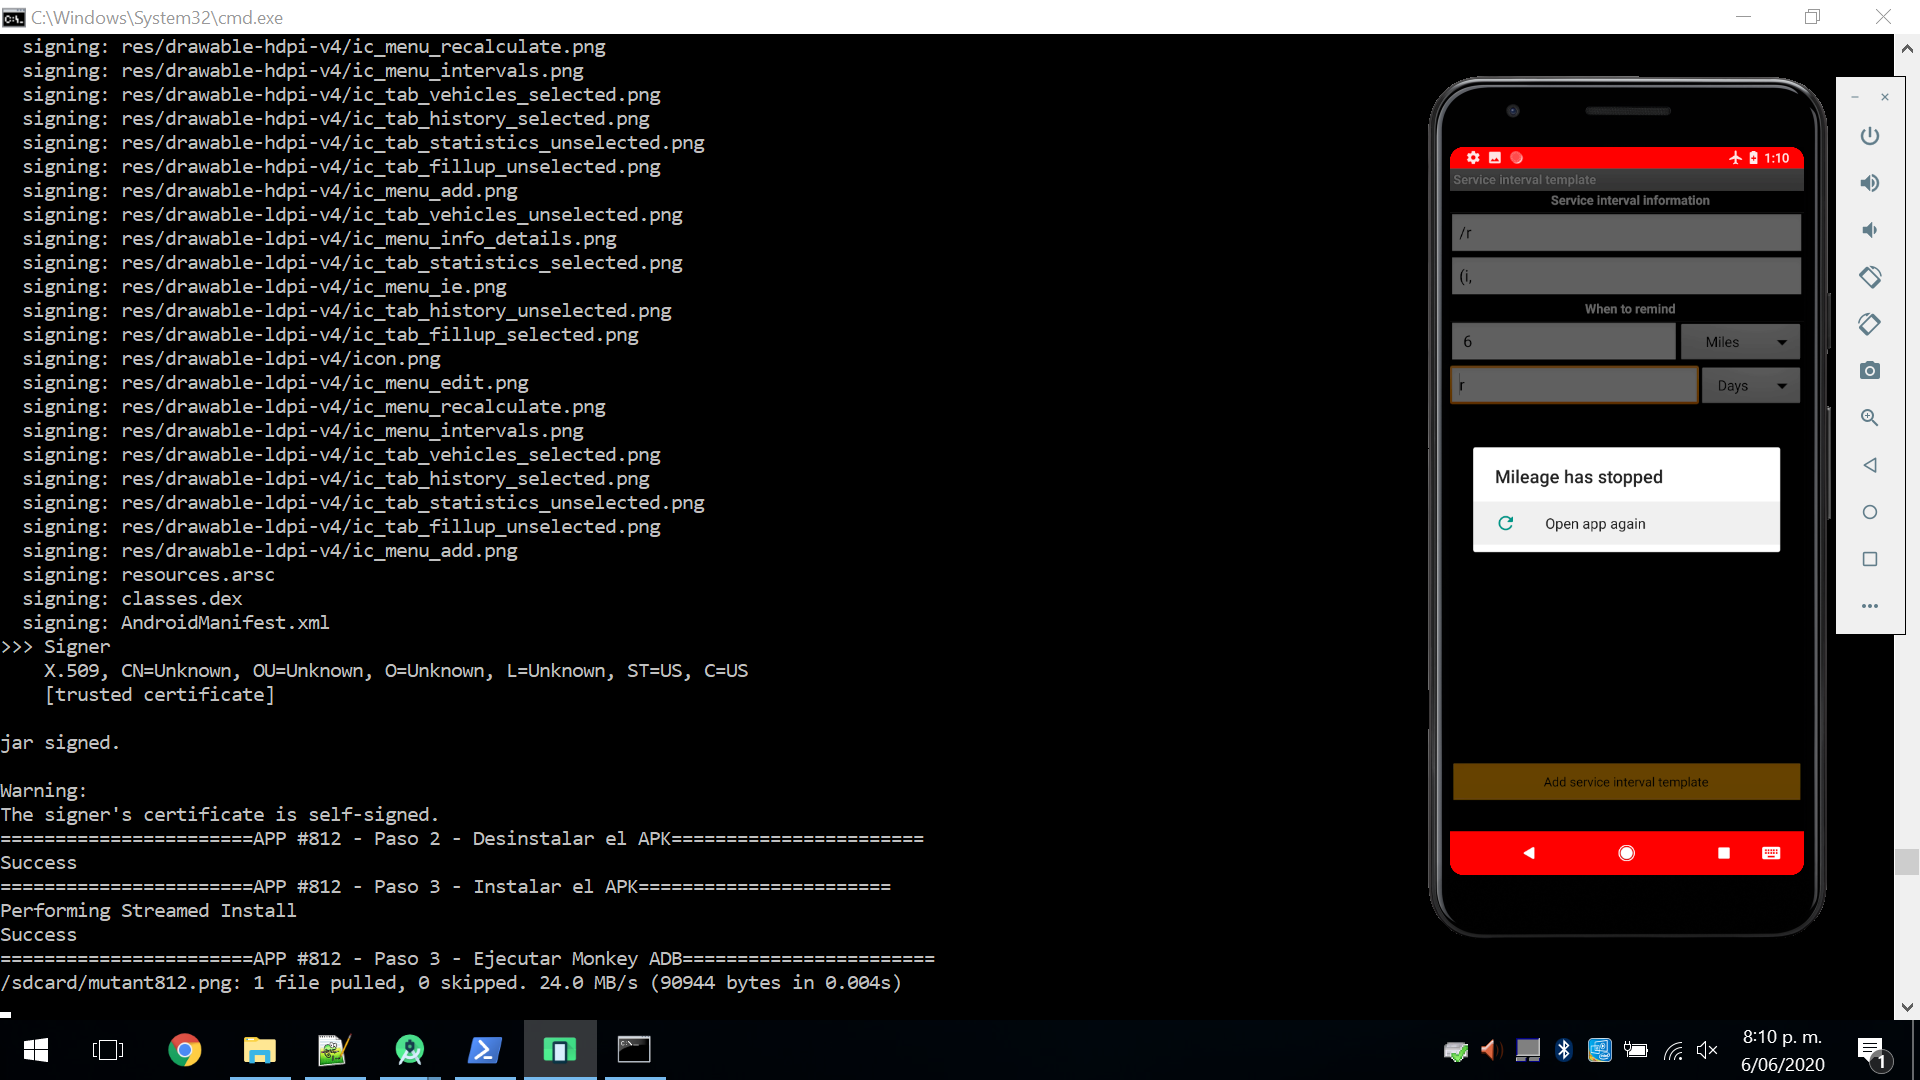 C:\Windows\System32\cmd.exe
signing: res/drawable-hdpi-v4/ic_menu_recalculate.png
signing: res/drawable-hdpi-v4/ic_menu_intervals.png
signing: res/drawable-hdpi-v4/ic_tab_vehicles_selected.png
signing: res/drawable-hdpi-v4/ic_tab_history_selected.png
signing: res/drawable-hdpi-v4/ic_tab_statistics_unselected.png
signing: res/drawable-hdpi-v4/ic_tab_fillup_unselected.png
signing: res/drawable-hdpi-v4/ic_menu_add.png
signing: res/drawable-ldpi-v4/ic_tab_vehicles_unselected.png
signing: res/drawable-ldpi-v4/ic_menu_info_details.png
signing: res/drawable-ldpi-v4/ic_tab_statistics_selected.png
signing: res/drawable-ldpi-v4/ic_menu_ie.png
signing: res/drawable-ldpi-v4/ic_tab_history_unselected.png
signing: res/drawable-ldpi-v4/ic_tab_fillup_selected.png
signing: res/drawable-ldpi-v4/icon.png
signing: res/drawable-ldpi-v4/ic_menu_edit.png
signing: res/drawable-ldpi-v4/ic_menu_recalculate.png
signing: res/drawable-ldpi-v4/ic_menu_intervals.png
signing: res/drawable-ldpi-v4/ic_tab_vehicles_selected.png
signing: res/drawable-ldpi-v4/ic_tab_history_selected.png
signing: res/drawable-ldpi-v4/ic_tab_statistics_unselected.png
signing: res/drawable-ldpi-v4/ic_tab_fillup_unselected.png
signing: res/drawable-ldpi-v4/ic_menu_add.png
signing: resources.arsc
signing: classes.dex
signing: AndroidManifest.xml
>>> Signer
X.509, CN=Unknown, OU=Unknown, O=Unknown, L=Unknown, ST=US, C=US
[trusted certificate]
jar signed.
Warning:
The signer's certificate is self-signed.
=======================APP #812 - Paso 2 - Desinstalar el APK=======================
Success
=======================APP #812 - Paso 3 - Instalar el APK=======================
Performing Streamed Install
Success
=======================APP #812 - Paso 3 - Ejecutar Monkey ADB=======================
/sdcard/mutant812.png: 1 file pulled, 0 skipped. 24.0 MB/s (90944 bytes in 0.004s)
1:10
Service interval template
Service interval information
/r
(i,
When to remind
6
Miles
r
Days
Mileage has stopped
Open app again
Add service interval template
8:10 p. m.
6/06/2020
1